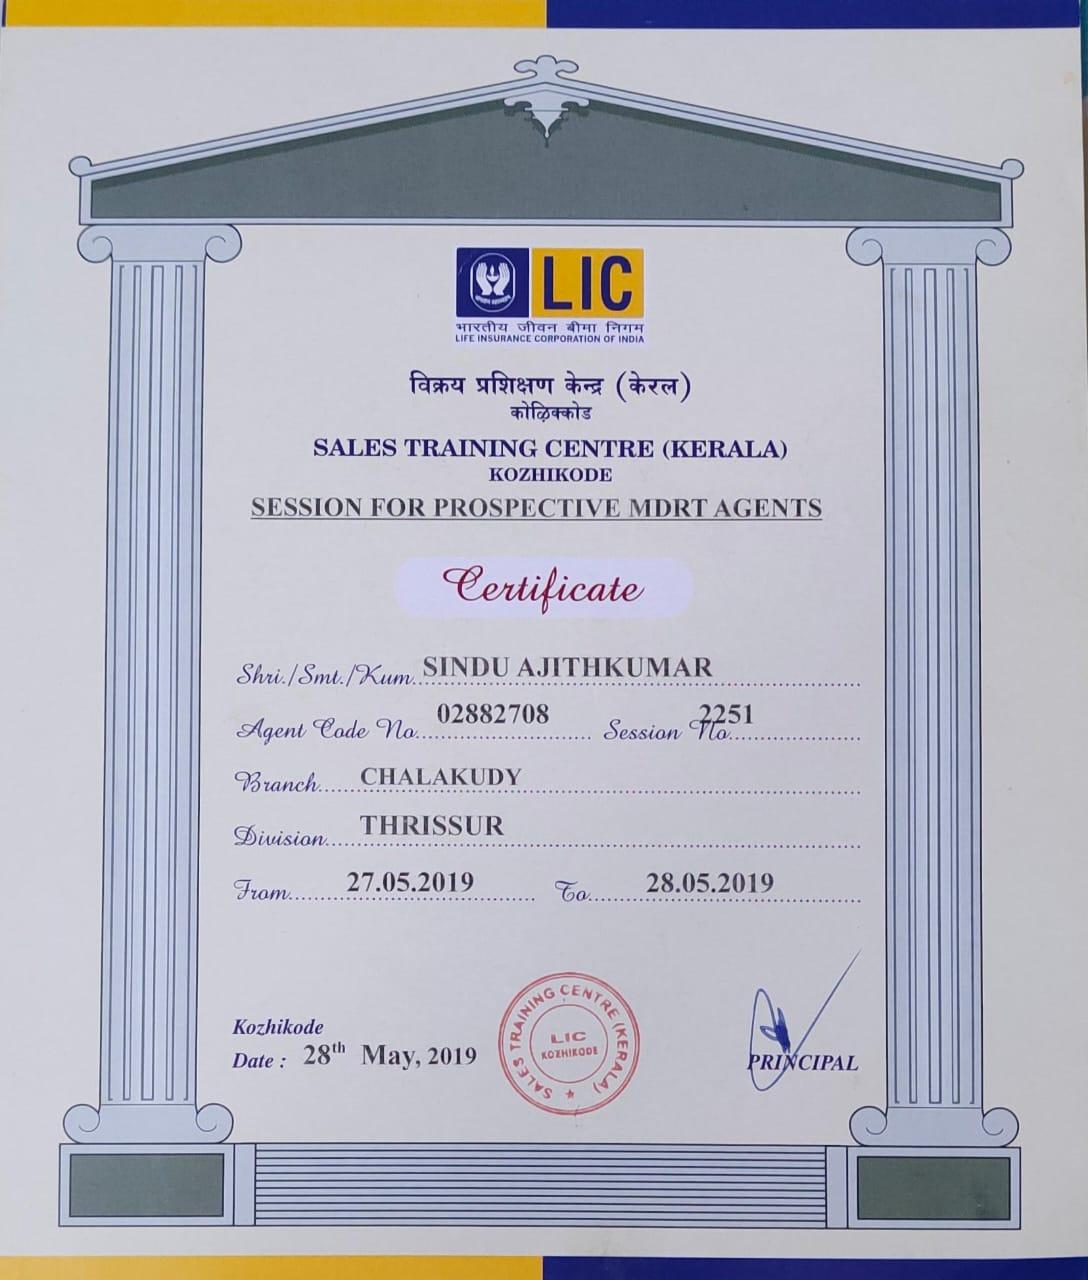 LIC
भारतीय जीवन बीमा निगम
LIFE INSURANCE CORPORATION OF INDIA
विक्रय प्रशिक्षण केन्द्र (केरल)
कोळिक्कोड
SALES TRAINING CENTRE (KERALA)
KOZHIKODE
SESSION FOR PROSPECTIVE MDRT AGENTS
Certificate
Shri./Smt./Kum. SINDU AJITHKUMAR
Agent Code No. 02882708 Session No. 2251
Branch CHALAKUDY
Division THRISSUR
From 27.05.2019 To 28.05.2019
Kozhikode
Date : 28th May, 2019
SALES TRAINING CENTRE (KERALA)
LIC
KOZHIKODE
PRINCIPAL